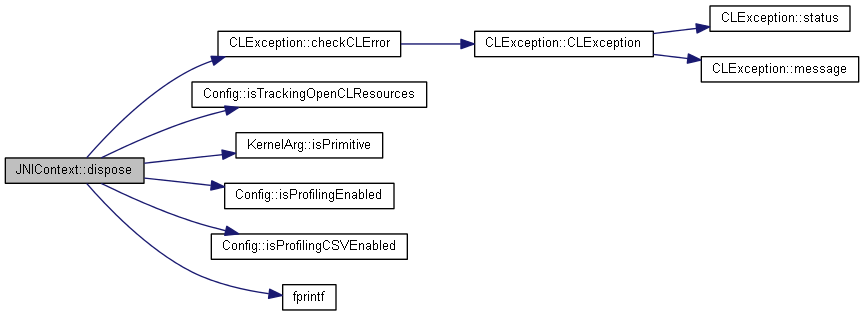 JNIContext::dispose
CLException::checkCLError
CLException::CLException
CLException::status
CLException::message
Config::isTrackingOpenCLResources
KernelArg::isPrimitive
Config::isProfilingEnabled
Config::isProfilingCSVEnabled
fprintf